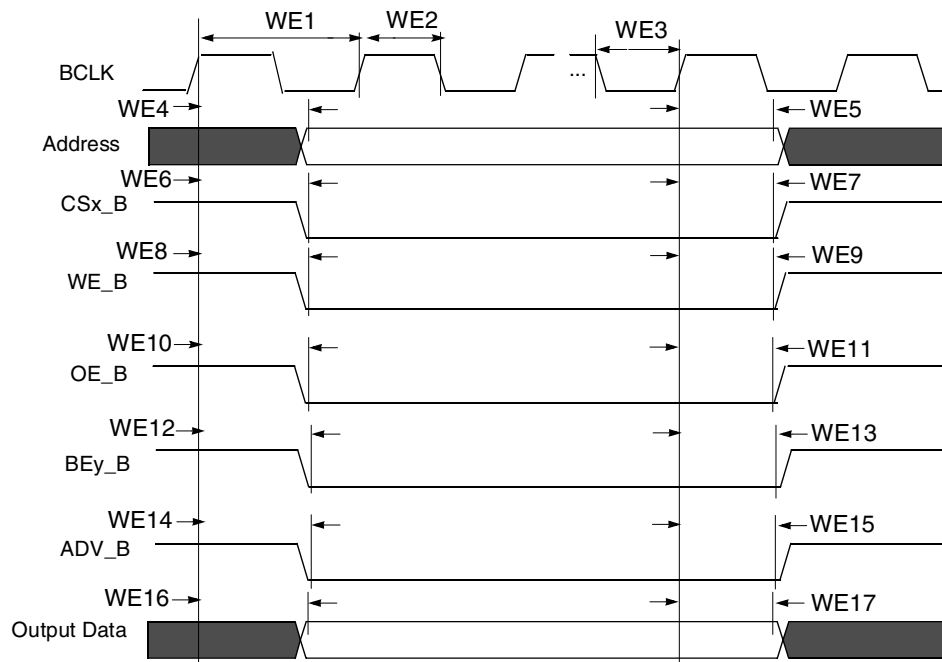 WE1
WE2
WE3
BCLK
...
WE4
WE5
Address
WE6
WE7
CSx_B
WE8
WE9
WE_B
WE10
WE11
OE_B
WE12
WE13
BEy_B
WE14
WE15
ADV_B
WE16
WE17
Output Data